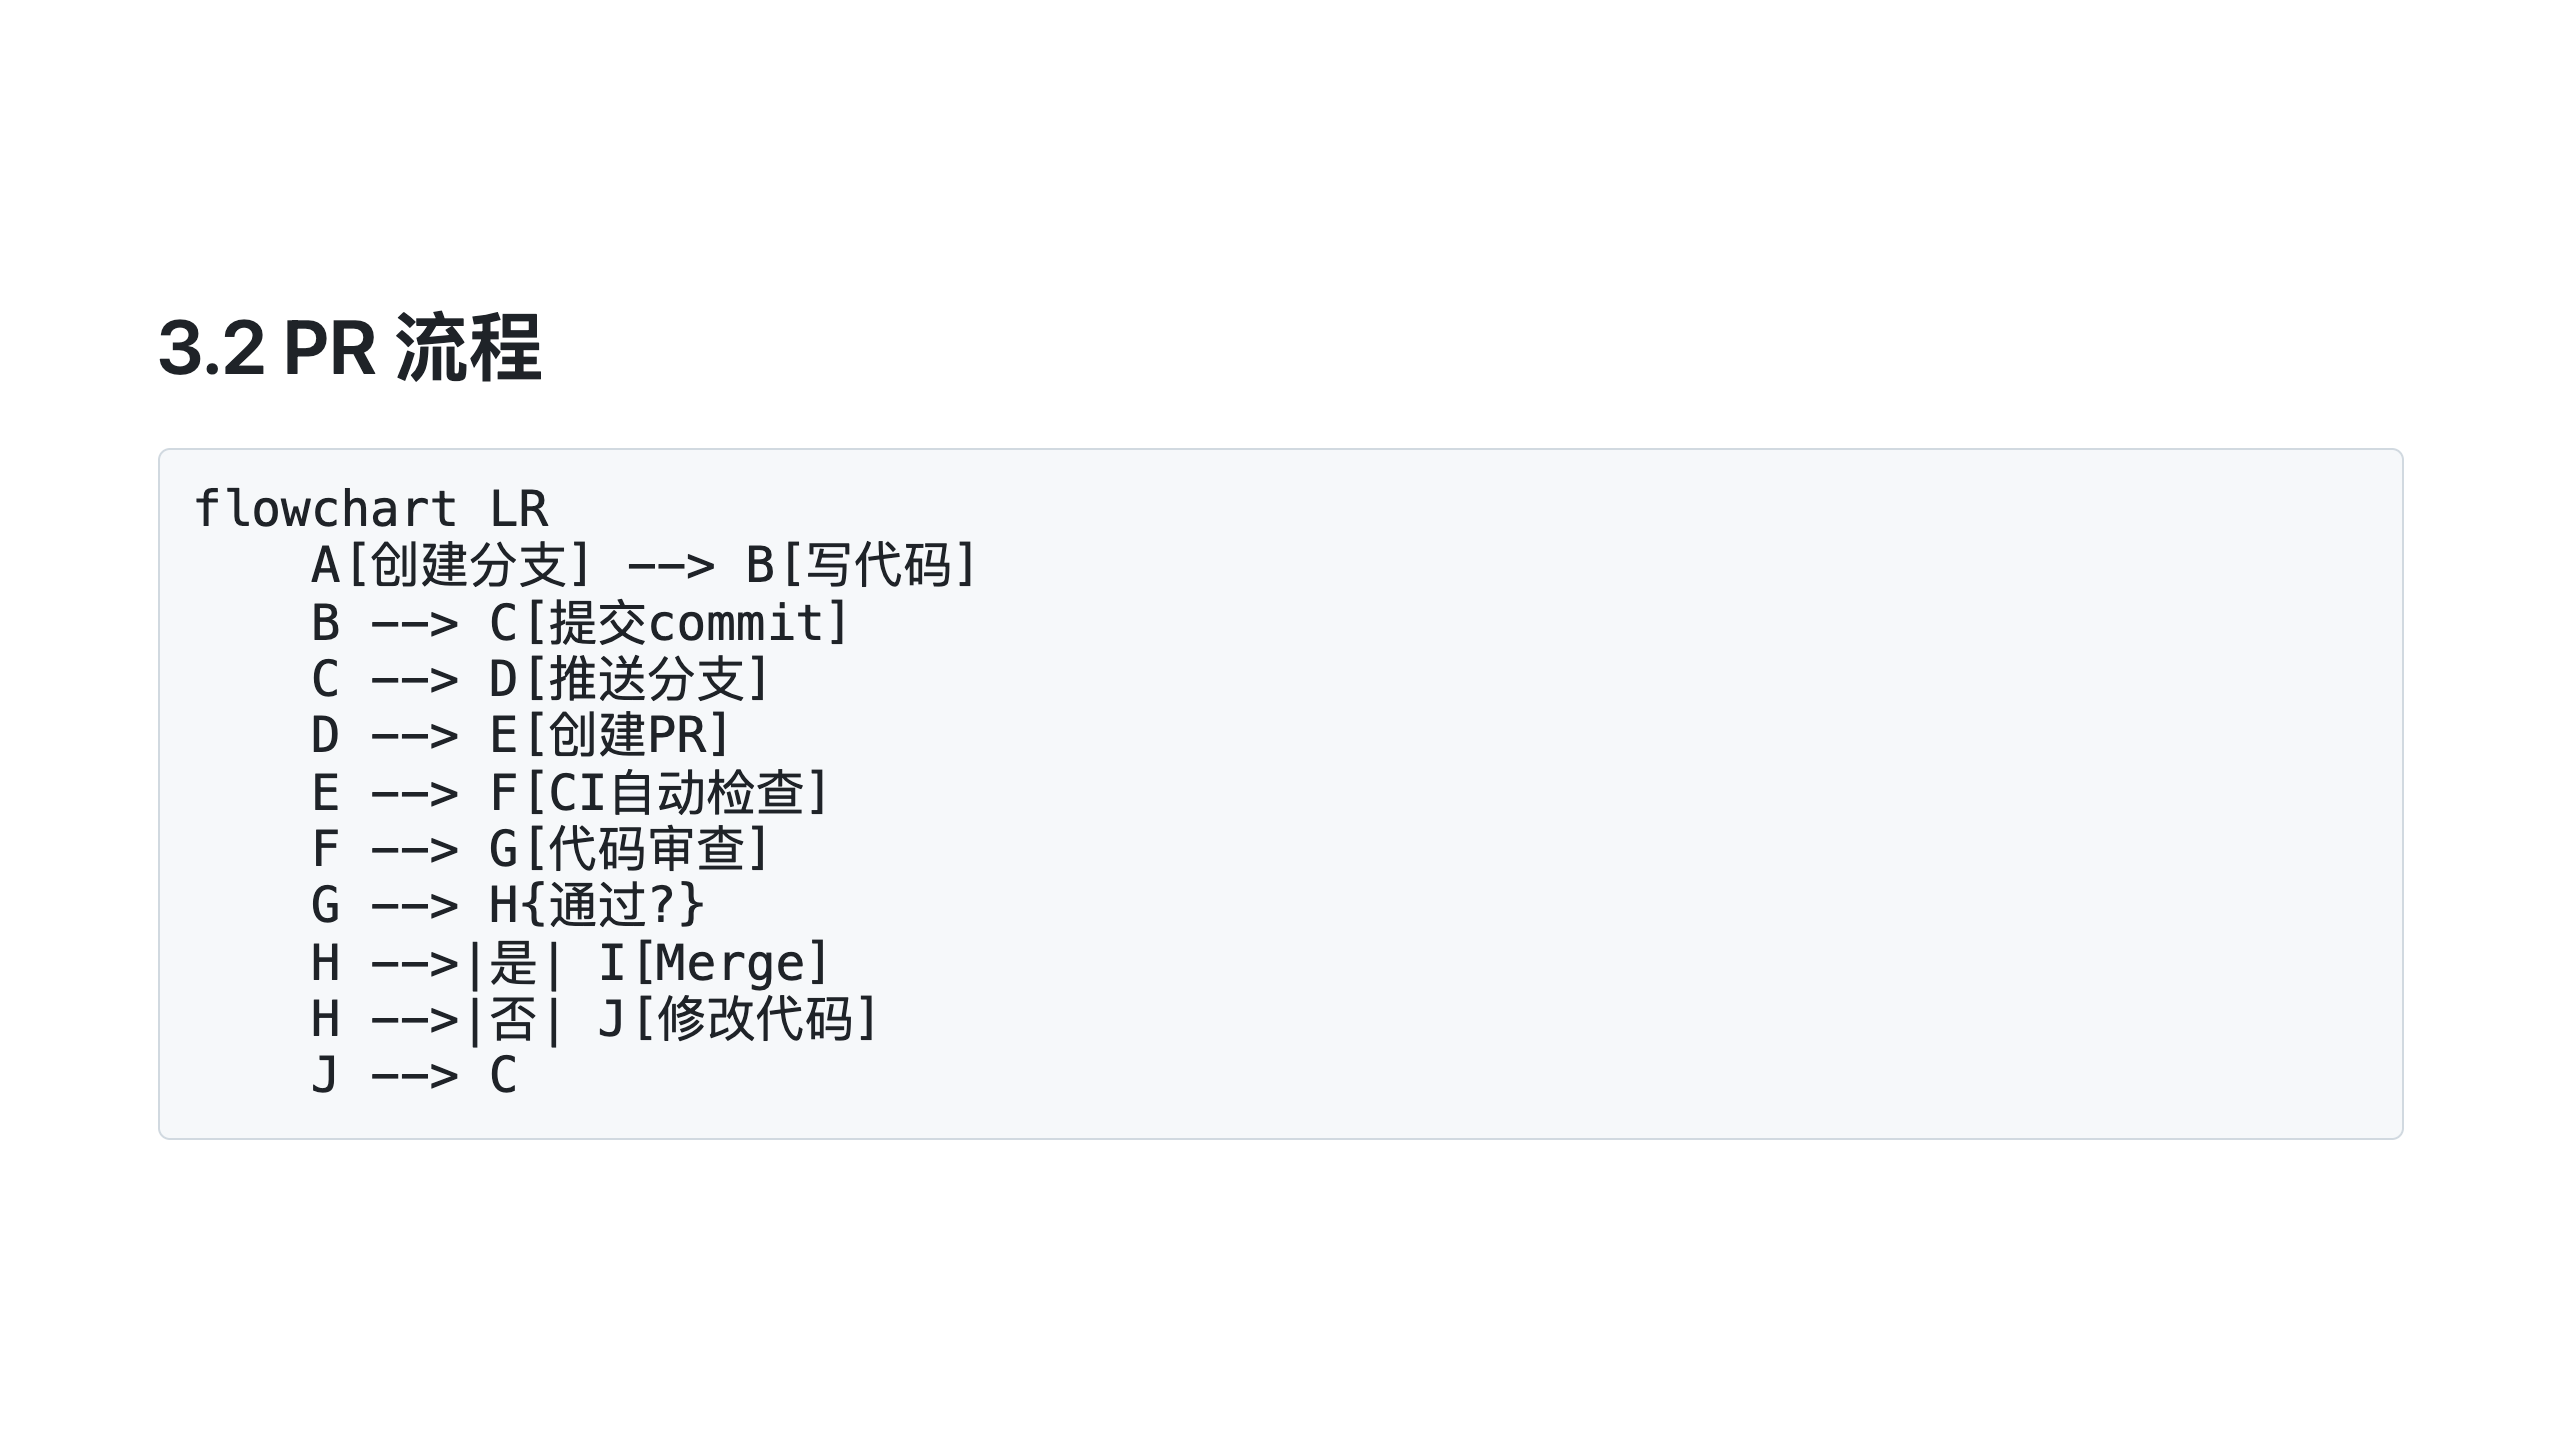 3.2 PR 流程
flowchart LR
    A[创建分支] --> B[写代码]
    B --> C[提交commit]
    C --> D[推送分支]
    D --> E[创建PR]
    E --> F[CI自动检查]
    F --> G[代码审查]
    G --> H{通过?}
    H -->|是| I[Merge]
    H -->|否| J[修改代码]
    J --> C